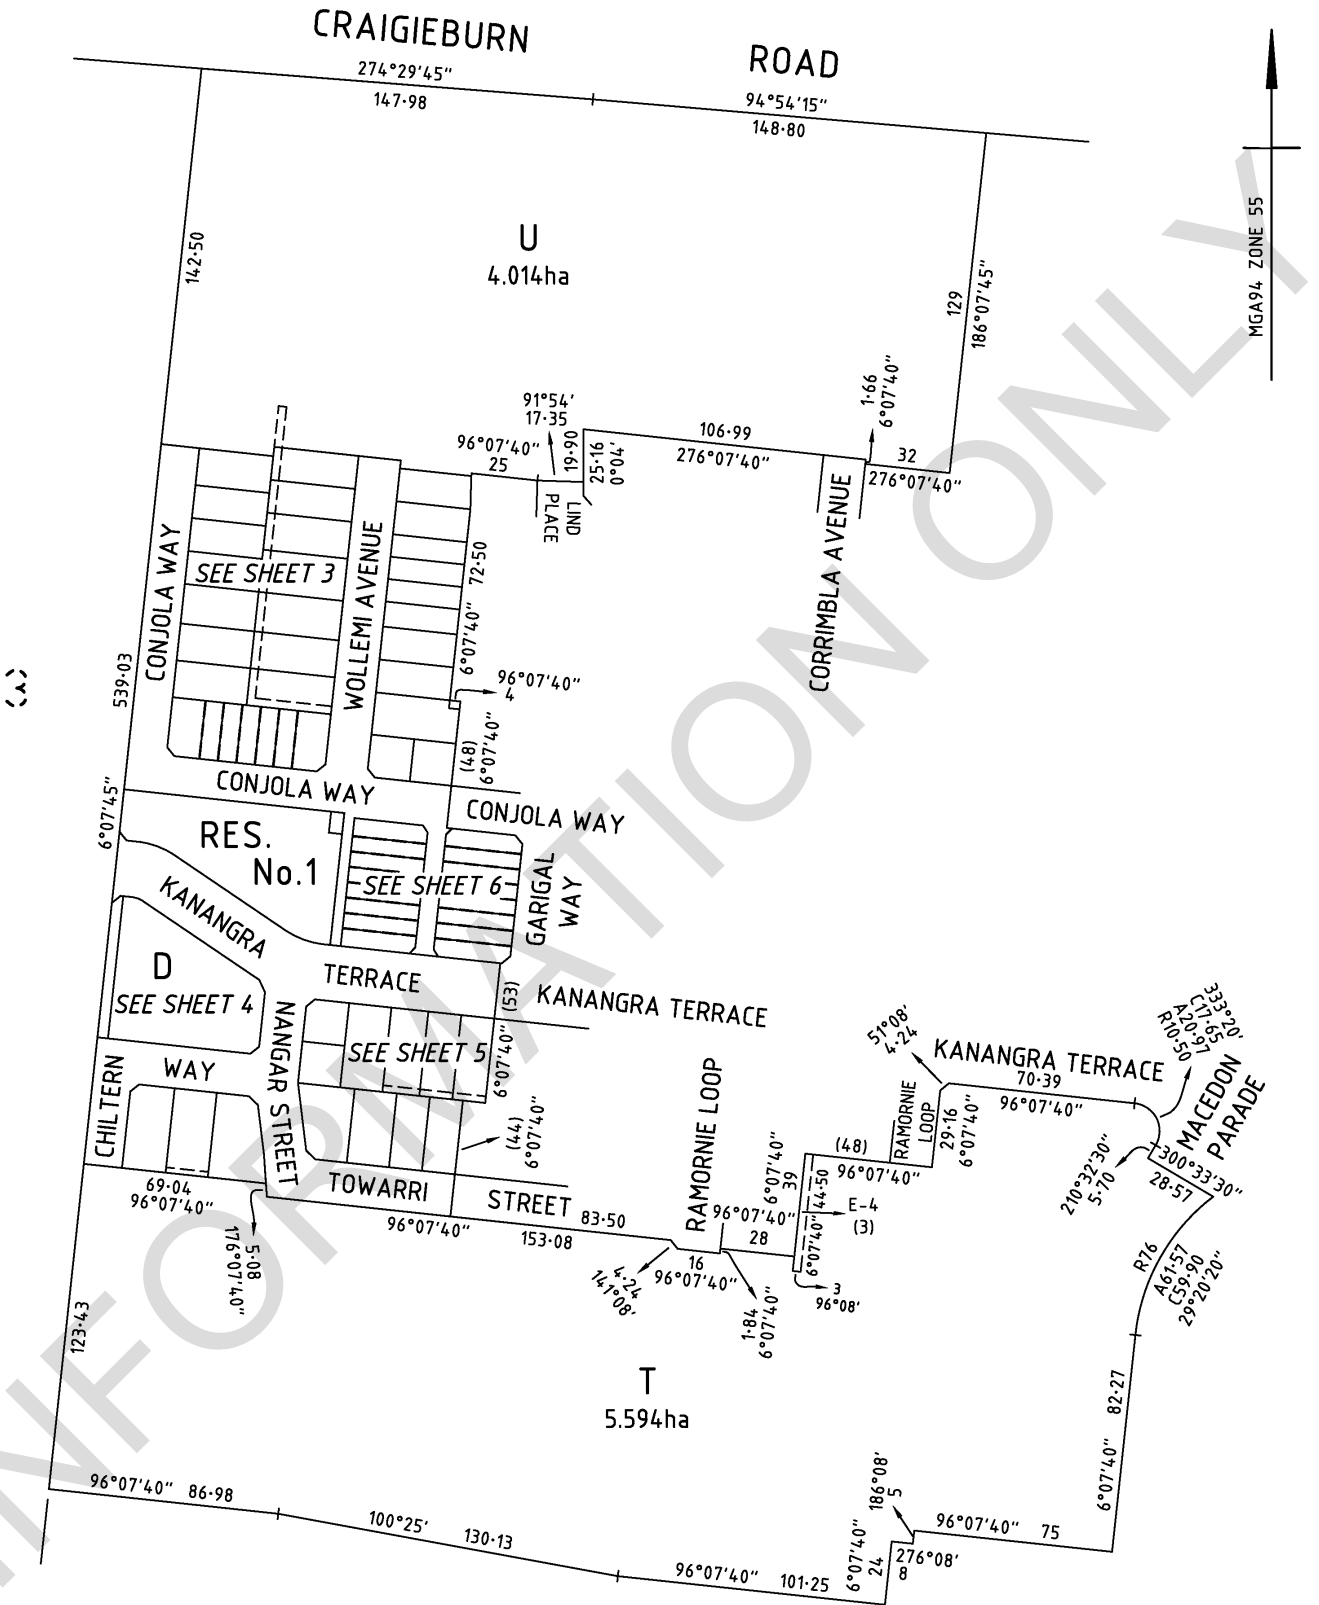 CRAIGIEBURN
ROAD
274°29'45"
147·98
94°54'15"
148·80
MGA94 ZONE 55
U
4.014ha
142·50
129
186°07'45"
1·66
6°07'40"
91°54'
17·35
96°07'40"
25
19·90
25·16
0°04'
106·99
276°07'40"
32
276°07'40"
LIND
PLACE
CORRIMBLA AVENUE
CONJOLA WAY
SEE SHEET 3
WOLLEMI AVENUE
72·50
6°07'40"
96°07'40"
4
(48)
6°07'40"
539·03
6°07'45"
CONJOLA WAY
CONJOLA WAY
RES.
No.1
SEE SHEET 6
GARIGAL
WAY
KANANGRA
TERRACE
(53)
6°07'40"
KANANGRA TERRACE
D
SEE SHEET 4
NANGAR STREET
SEE SHEET 5
CHILTERN
WAY
(44)
6°07'40"
TOWARRI
STREET
69·04
96°07'40"
5·08
176°07'40"
96°07'40"
83·50
153·08
4·24
141°08'
RAMORNIE LOOP
16
96°07'40"
1·84
6°07'40"
96°07'40"
28
6°07'40"
39
44·50
6°07'40"
E-4
(3)
3
96°08'
(48)
96°07'40"
RAMORNIE
LOOP
29·16
6°07'40"
51°08'
4·24
KANANGRA TERRACE
70·39
96°07'40"
333°20'
C17·65
A20·97
R10·50
MACEDON
PARADE
210°32'30"
5·70
300°33'30"
28·57
R76
A61·57
C59·90
29°20'20"
82·27
6°07'40"
123·43
T
5.594ha
96°07'40" 86·98
100°25' 130·13
96°07'40" 101·25
6°07'40"
24
186°08'
5
276°08'
8
96°07'40" 75
INFORMATION ONLY